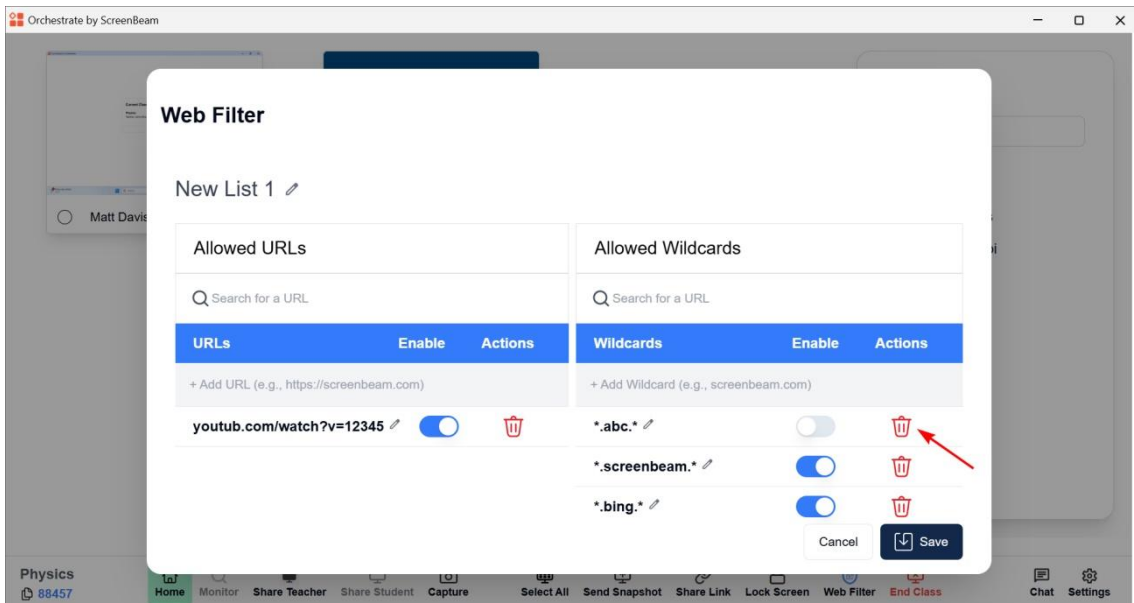 Orchestrate by ScreenBeam
Web Filter
New List 1
Matt Davis
Allowed URLs
Allowed Wildcards
Search for a URL
Search for a URL
URLs Enable Actions
Wildcards Enable Actions
+ Add URL (e.g., https://screenbeam.com)
+ Add Wildcard (e.g., screenbeam.com)
youtub.com/watch?v=12345
*.abc.*
*.screenbeam.*
*.bing.*
Cancel Save
Physics
88457
Home Monitor Share Teacher Share Student Capture Select All Send Snapshot Share Link Lock Screen Web Filter End Class Chat Settings